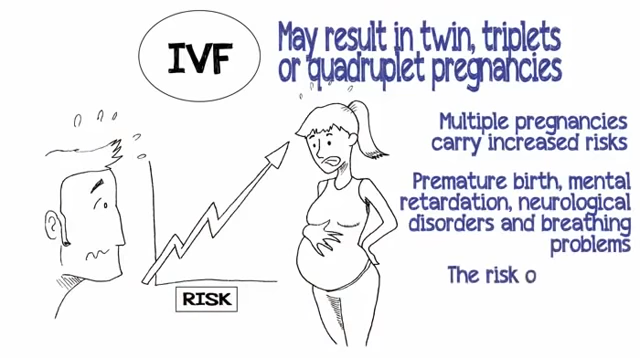 IVF
May result in twin, triplets
or quadruplet pregnancies
Multiple pregnancies
carry increased risks
Premature birth, mental
retardation, neurological
disorders and breathing
problems
The risk o
RISK